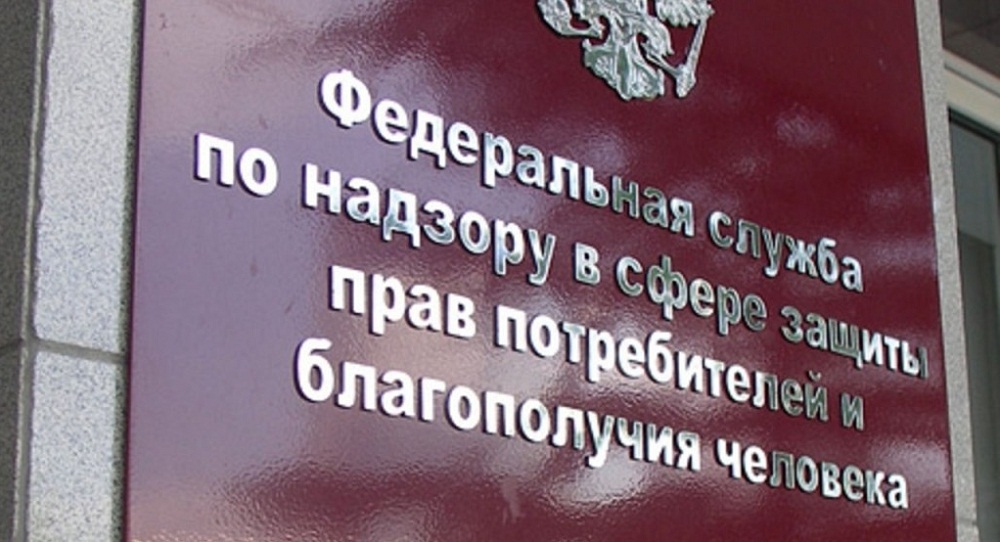 Федеральная служба
по надзору в сфере защиты
прав потребителей и
благополучия человека